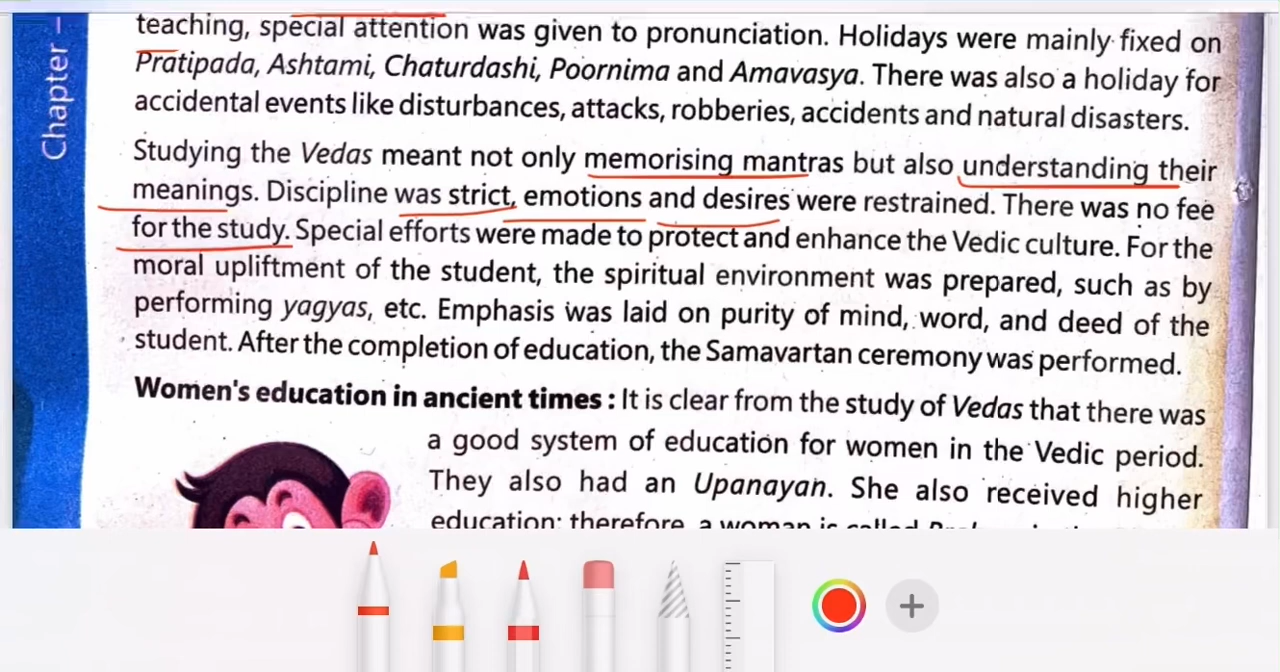 Chapter –
teaching, special attention was given to pronunciation. Holidays were mainly fixed on
Pratipada, Ashtami, Chaturdashi, Poornima and Amavasya. There was also a holiday for
accidental events like disturbances, attacks, robberies, accidents and natural disasters.
Studying the Vedas meant not only memorising mantras but also understanding their
meanings. Discipline was strict, emotions and desires were restrained. There was no fee
for the study. Special efforts were made to protect and enhance the Vedic culture. For the
moral upliftment of the student, the spiritual environment was prepared, such as by
performing yagyas, etc. Emphasis was laid on purity of mind, word, and deed of the
student. After the completion of education, the Samavartan ceremony was performed.
Women's education in ancient times : It is clear from the study of Vedas that there was
a good system of education for women in the Vedic period.
They also had an Upanayan. She also received higher
education; therefore, a woman is called